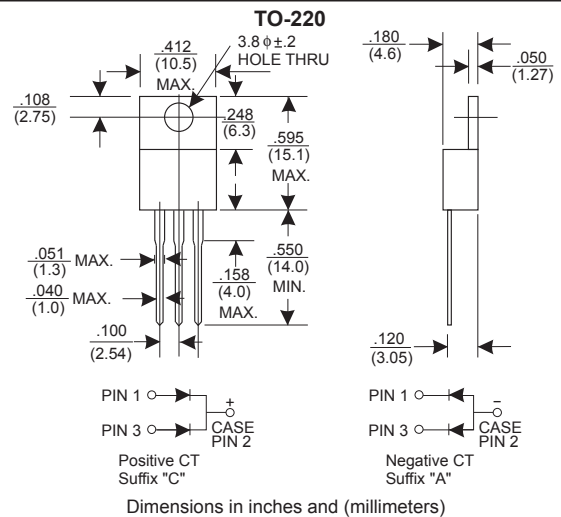 TO-220
.412
(10.5)
MAX.
3.8 ϕ±.2
HOLE THRU
.180
(4.6)
.050
(1.27)
.108
(2.75)
.248
(6.3)
.595
(15.1)
MAX.
.051
(1.3) MAX.
.040
(1.0) MAX.
.158
(4.0)
MAX.
.550
(14.0)
MIN.
.100
(2.54)
.120
(3.05)
PIN 1
+
PIN 3
CASE
PIN 2
Positive CT
Suffix "C"
PIN 1
−
PIN 3
CASE
PIN 2
Negative CT
Suffix "A"
Dimensions in inches and (millimeters)